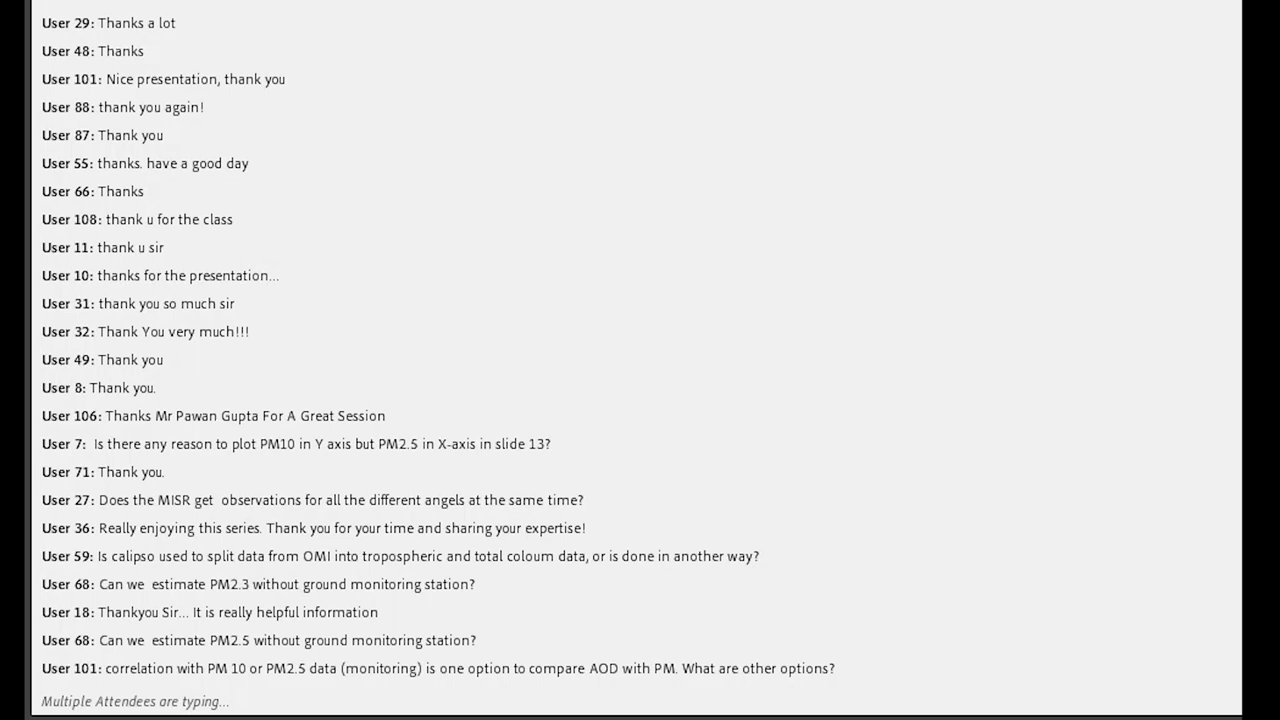 User 29: Thanks a lot
User 48: Thanks
User 101: Nice presentation, thank you
User 88: thank you again!
User 87: Thank you
User 55: thanks. have a good day
User 66: Thanks
User 108: thank u for the class
User 11: thank u sir
User 10: thanks for the presentation...
User 31: thank you so much sir
User 32: Thank You very much!!!
User 49: Thank you
User 8: Thank you.
User 106: Thanks Mr Pawan Gupta For A Great Session
User 7: Is there any reason to plot PM10 in Y axis but PM2.5 in X-axis in slide 13?
User 71: Thank you.
User 27: Does the MISR get observations for all the different angels at the same time?
User 36: Really enjoying this series. Thank you for your time and sharing your expertise!
User 59: Is calipso used to split data from OMI into tropospheric and total coloum data, or is done in another way?
User 68: Can we estimate PM2.3 without ground monitoring station?
User 18: Thankyou Sir... It is really helpful information
User 68: Can we estimate PM2.5 without ground monitoring station?
User 101: correlation with PM 10 or PM2.5 data (monitoring) is one option to compare AOD with PM. What are other options?
Multiple Attendees are typing...